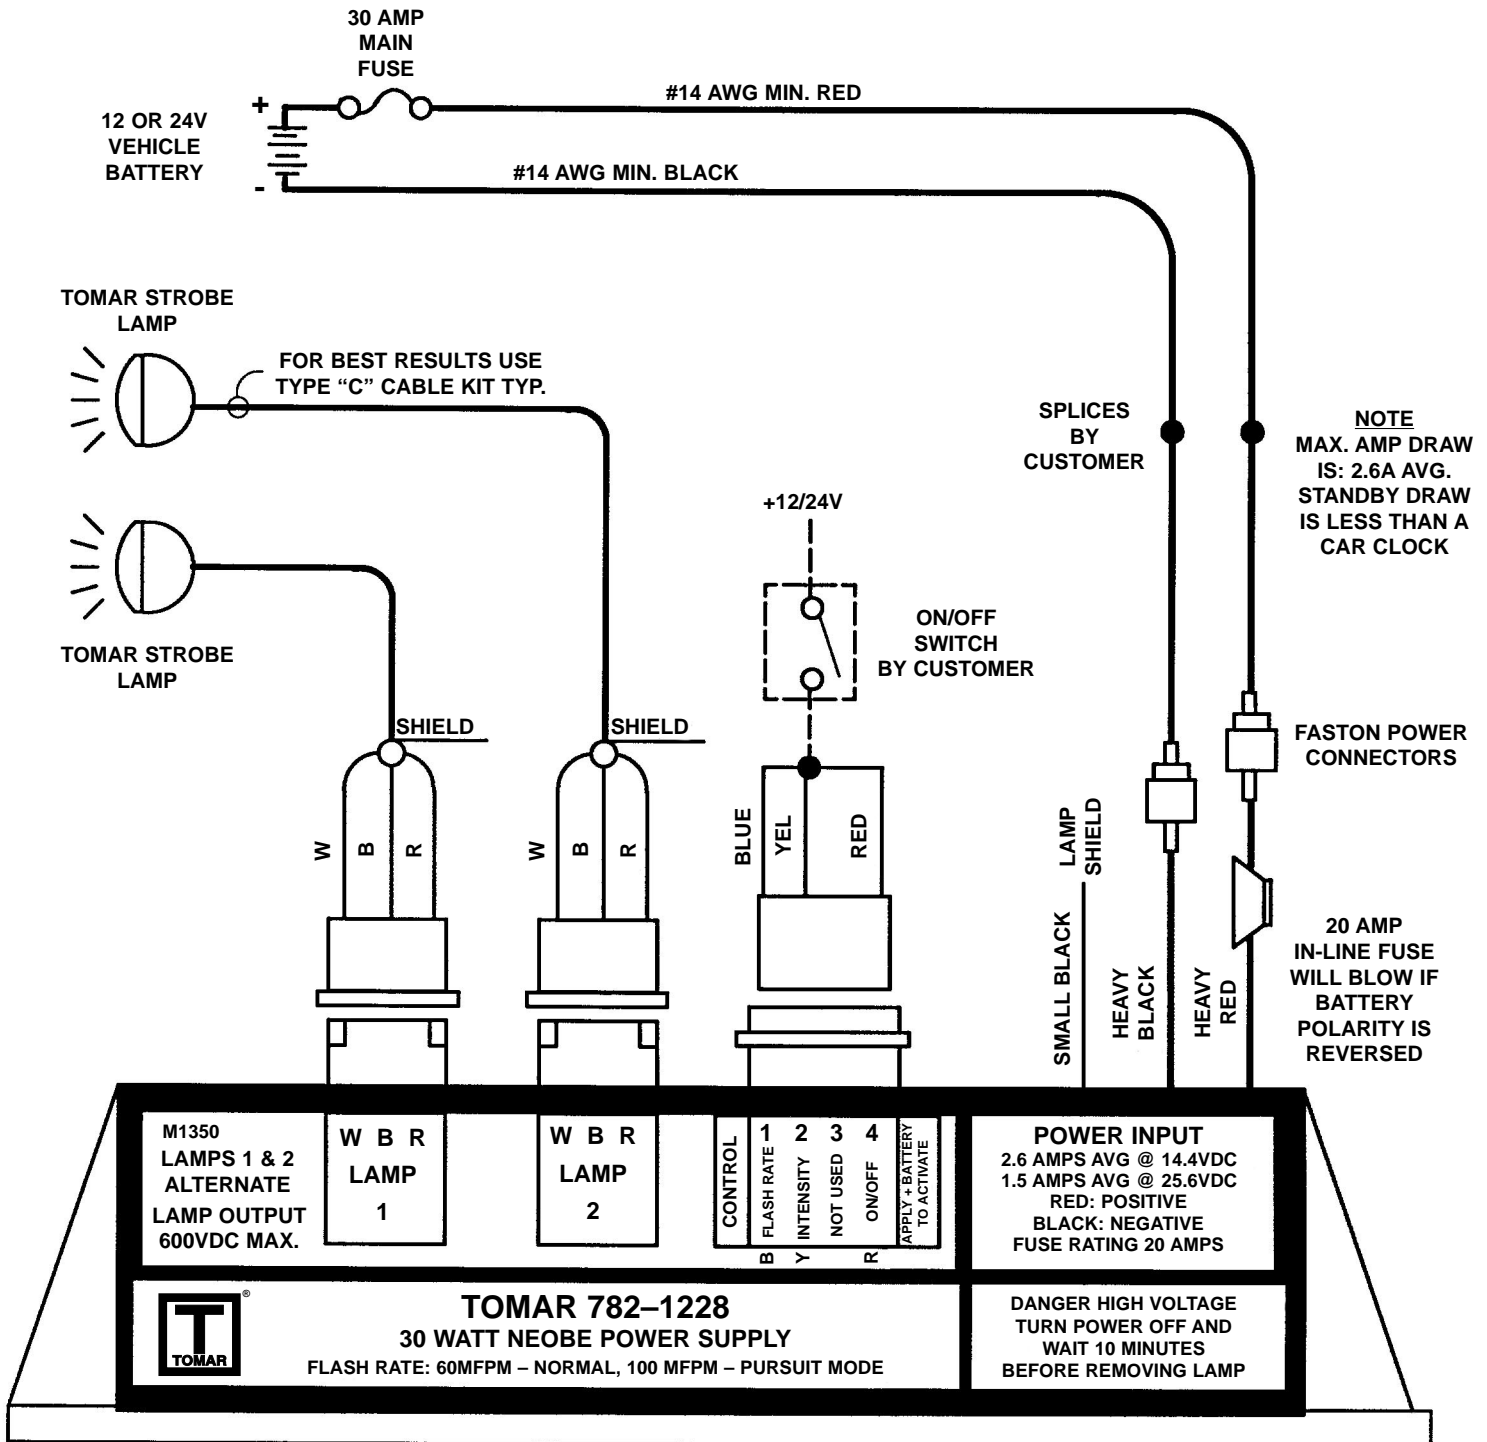 30 AMP
MAIN
FUSE
+
#14 AWG MIN. RED
12 OR 24V
VEHICLE
BATTERY
-
#14 AWG MIN. BLACK
TOMAR STROBE
LAMP
FOR BEST RESULTS USE
TYPE “C” CABLE KIT TYP.
TOMAR STROBE
LAMP
+12/24V
ON/OFF
SWITCH
BY CUSTOMER
SPLICES
BY
CUSTOMER
NOTE
MAX. AMP DRAW
IS: 2.6A AVG.
STANDBY DRAW
IS LESS THAN A
CAR CLOCK
FASTON POWER
CONNECTORS
SHIELD
SHIELD
W
B
R
W
B
R
BLUE
YEL
RED
LAMP
SHIELD
SMALL BLACK
HEAVY
BLACK
HEAVY
RED
20 AMP
IN-LINE FUSE
WILL BLOW IF
BATTERY
POLARITY IS
REVERSED
M1350
LAMPS 1 & 2
ALTERNATE
LAMP OUTPUT
600VDC MAX.
W B R
LAMP
1
W B R
LAMP
2
CONTROL
1 2 3 4
FLASH RATE
INTENSITY
NOT USED
ON/OFF
APPLY + BATTERY
TO ACTIVATE
B
Y
R
POWER INPUT
2.6 AMPS AVG @ 14.4VDC
1.5 AMPS AVG @ 25.6VDC
RED: POSITIVE
BLACK: NEGATIVE
FUSE RATING 20 AMPS
T
®
TOMAR
TOMAR 782–1228
30 WATT NEOBE POWER SUPPLY
FLASH RATE: 60MFPM – NORMAL, 100 MFPM – PURSUIT MODE
DANGER HIGH VOLTAGE
TURN POWER OFF AND
WAIT 10 MINUTES
BEFORE REMOVING LAMP